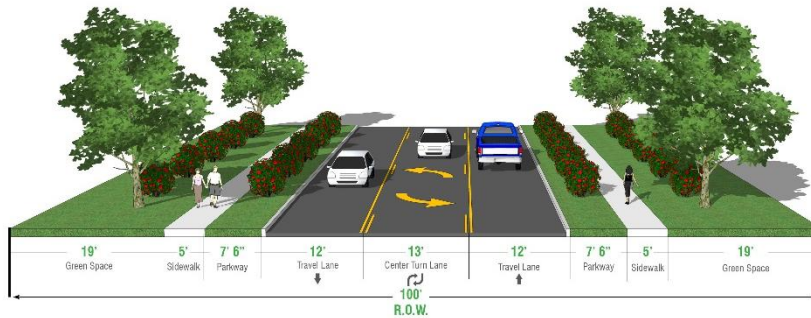 19' 5' 7' 6" 12' 13' 12' 7' 6" 5' 19'
Green Space Sidewalk Parkway Travel Lane Center Turn Lane Travel Lane Parkway Sidewalk Green Space
100'
R.O.W.